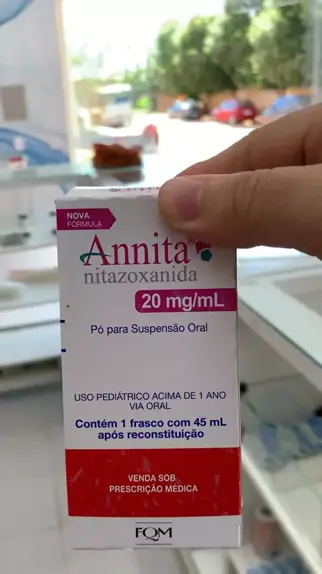 NOVA
FÓRMULA
Annita
nitazoxanida
20 mg/mL
Pó para Suspensão Oral
USO PEDIÁTRICO ACIMA DE 1 ANO
VIA ORAL
Contém 1 frasco com 45 mL
após reconstituição
VENDA SOB
PRESCRIÇÃO MÉDICA
FQM